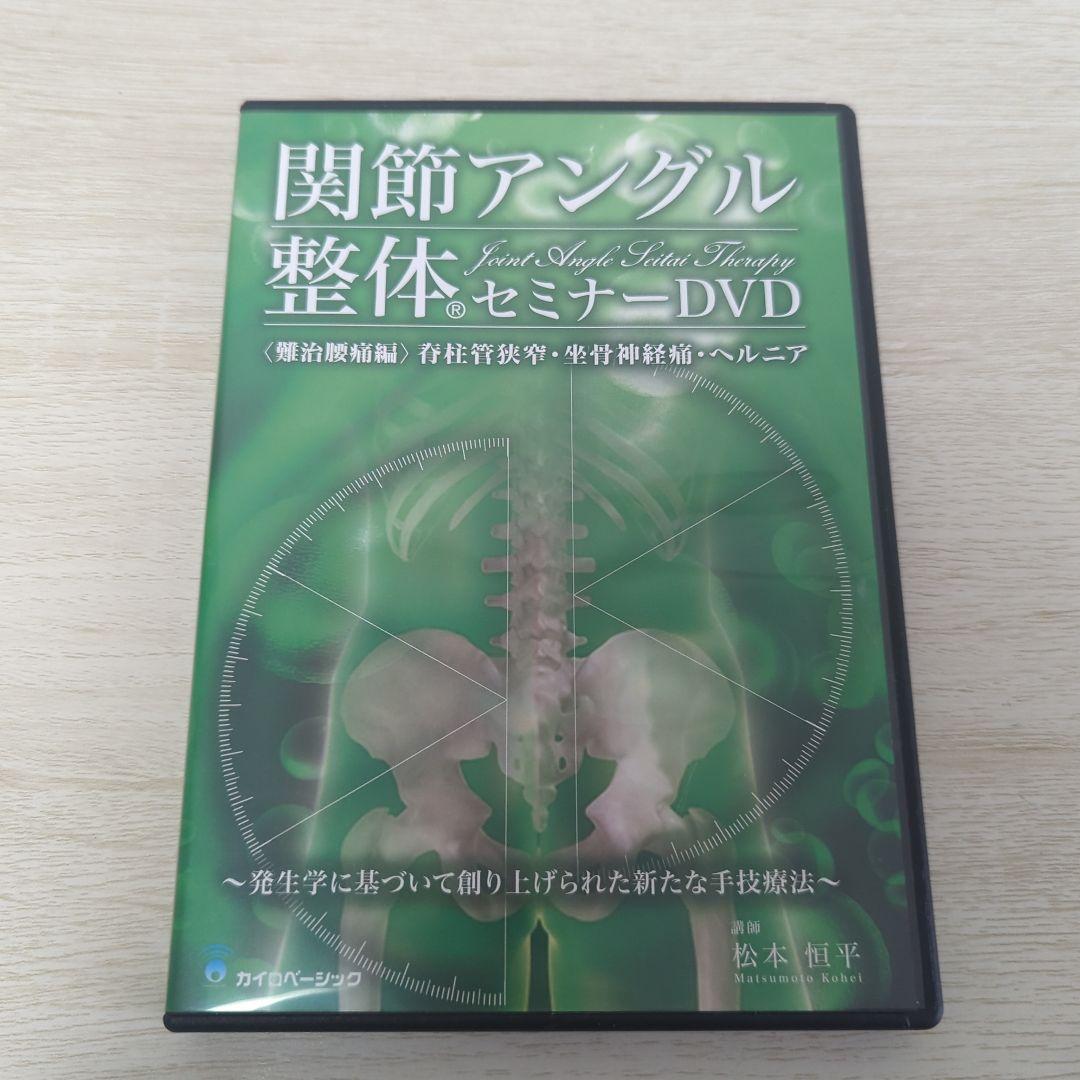 関節アングル
Joint Angle Seitai Therapy
整体®セミナーDVD
〈難治腰痛編〉脊柱管狭窄・坐骨神経痛・ヘルニア
～発生学に基づいて創り上げられた新たな手技療法～
講師
松本 恒平
Matsumoto Kohei
カイロベーシック